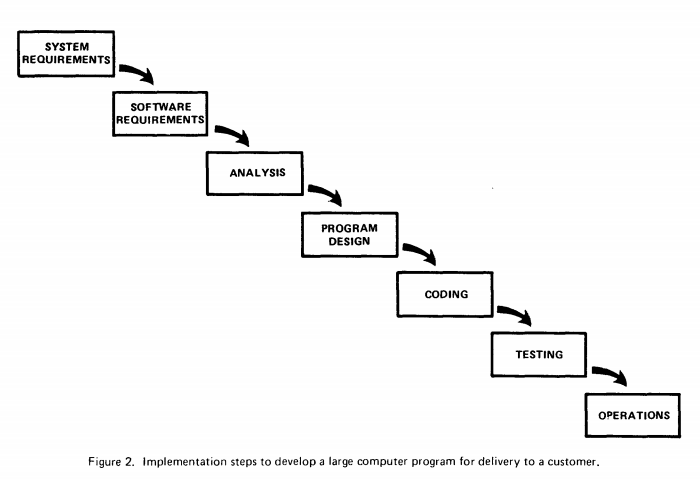 SYSTEM
REQUIREMENTS
SOFTWARE
REQUIREMENTS
ANALYSIS
PROGRAM
DESIGN
CODING
TESTING
OPERATIONS
Figure 2. Implementation steps to develop a large computer program for delivery to a customer.